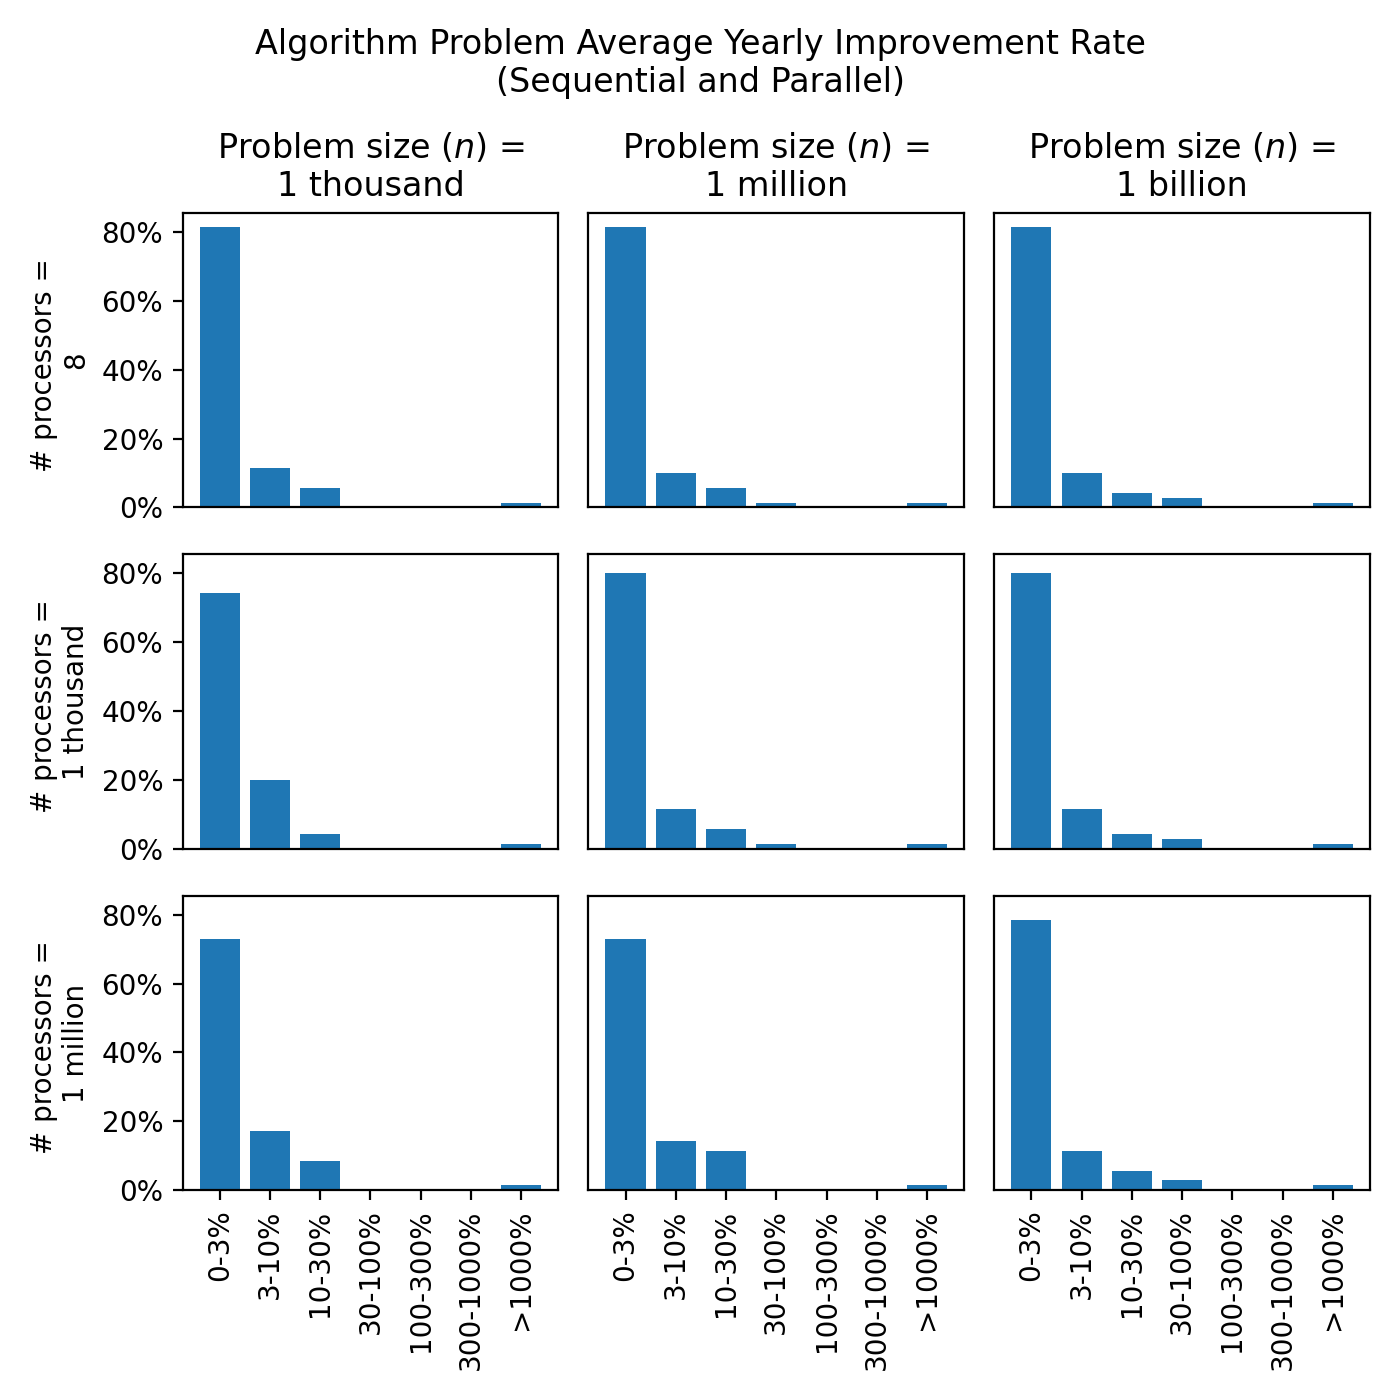 Algorithm Problem Average Yearly Improvement Rate
(Sequential and Parallel)
Problem size (n) =
1 thousand
Problem size (n) =
1 million
Problem size (n) =
1 billion
# processors =
8
80%
60%
40%
20%
0%
# processors =
1 thousand
80%
60%
40%
20%
0%
# processors =
1 million
80%
60%
40%
20%
0%
0-3%
3-10%
10-30%
30-100%
100-300%
300-1000%
>1000%
0-3%
3-10%
10-30%
30-100%
100-300%
300-1000%
>1000%
0-3%
3-10%
10-30%
30-100%
100-300%
300-1000%
>1000%